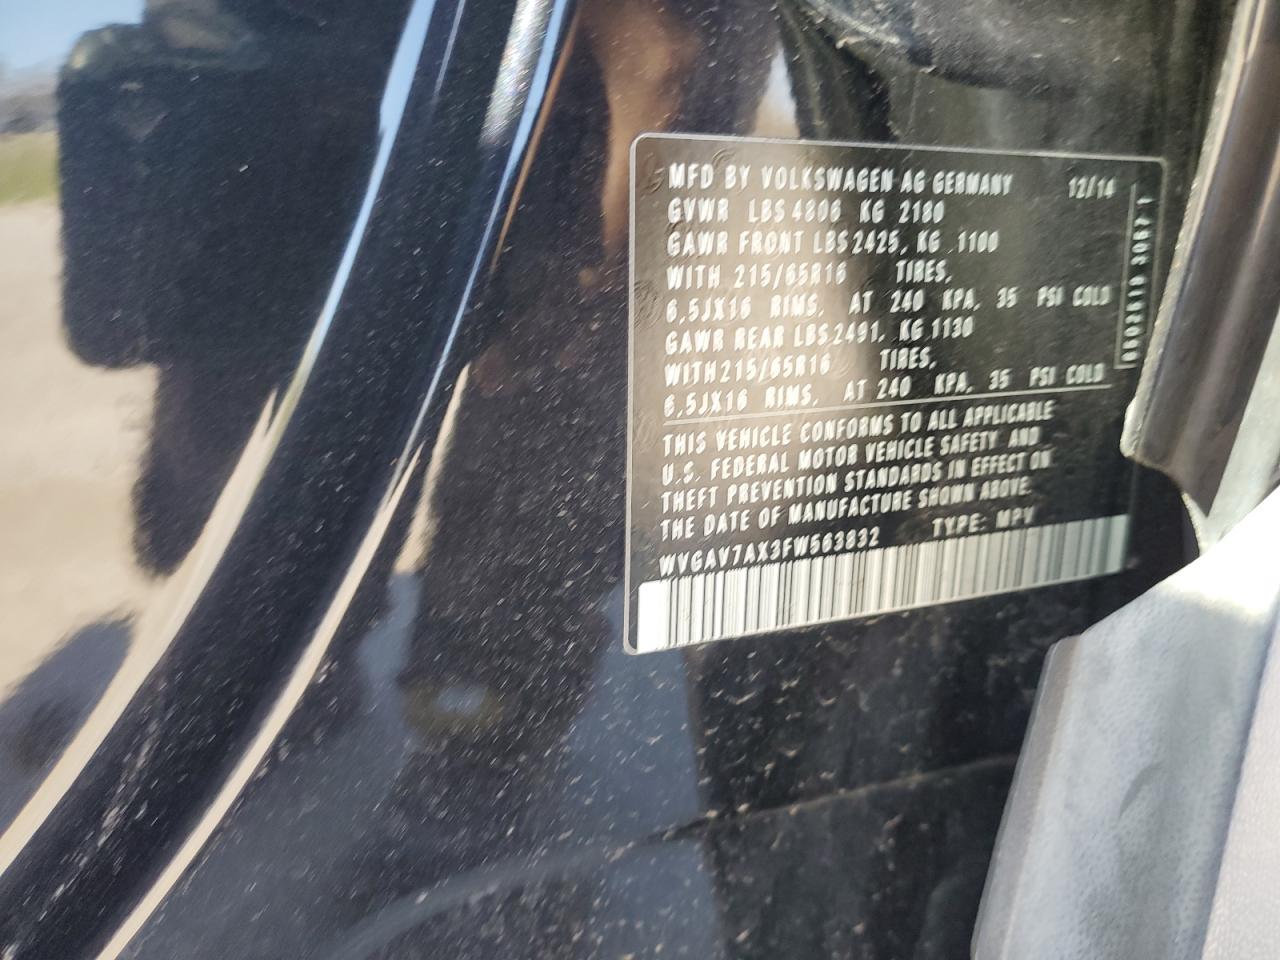 MFD BY VOLKSWAGEN AG GERMANY 12/14
GVWR LBS 4806 KG 2180
GAWR FRONT LBS 2425, KG 1100
WITH 215/65R16 TIRES,
6,5JX16 RIMS, AT 240 KPA, 35 PSI COLD
GAWR REAR LBS 2491, KG 1130
WITH 215/65R16 TIRES,
6,5JX16 RIMS, AT 240 KPA, 35 PSI COLD
THIS VEHICLE CONFORMS TO ALL APPLICABLE
U.S. FEDERAL MOTOR VEHICLE SAFETY AND
THEFT PREVENTION STANDARDS IN EFFECT ON
THE DATE OF MANUFACTURE SHOWN ABOVE.
WVGAV7AX3FW563832 TYPE: MPV